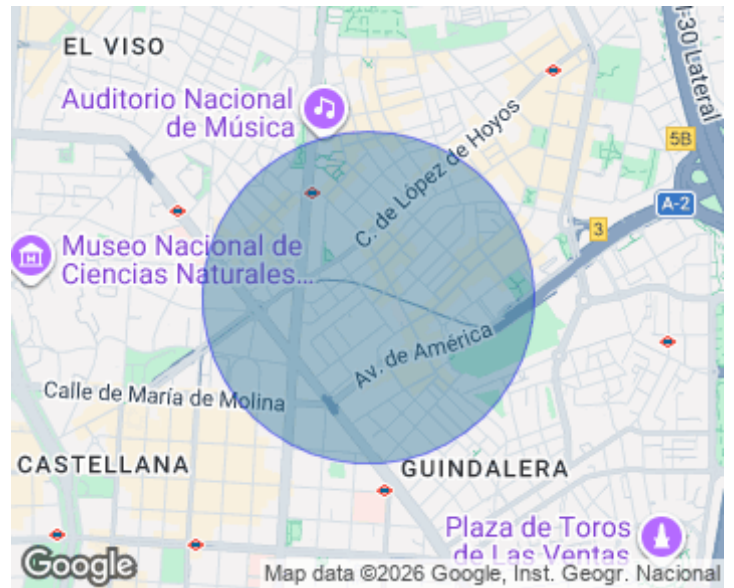 EL VISO
Auditorio Nacional
de Música
M-30 Lateral
5B
C. de López de Hoyos
A-2
3
Museo Nacional de
Ciencias Naturales...
Av. de América
Calle de María de Molina
CASTELLANA
GUINDALERA
Plaza de Toros
de Las Ventas
Google
Map data ©2026 Google, Inst. Geogr. Nacional